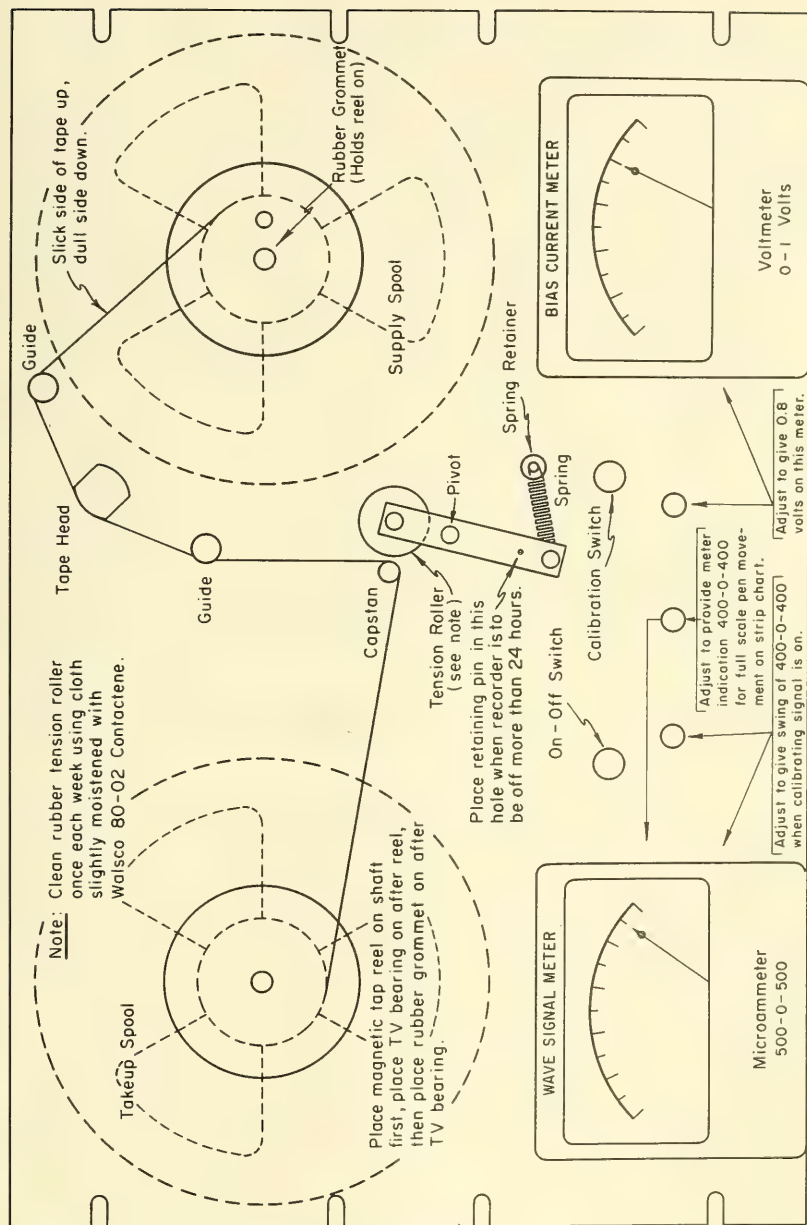 Note: Clean rubber tension roller
once each week using cloth
slightly moistened with
Walsco 80-02 Contactene.
Takeup Spool
Place magnetic tap reel on shaft
first, place TV bearing on after reel,
then place rubber grommet on after
TV bearing.
Guide
Tape Head
Guide
Slick side of tape up,
dull side down.
Rubber Grommet
(Holds reel on)
Supply Spool
Capstan
Tension Roller
(see note)
Pivot
Spring Retainer
Spring
Place retaining pin in this
hole when recorder is to
be off more than 24 hours.
On-Off Switch
Calibration Switch
WAVE SIGNAL METER
Microammeter
500-0-500
Adjust to provide meter
indication 400-0-400
for full scale pen move-
ment on strip chart.
Adjust to give swing of 400-0-400
when calibrating signal is on.
Adjust to give 0.8
volts on this meter.
BIAS CURRENT METER
Voltmeter
0-1 Volts